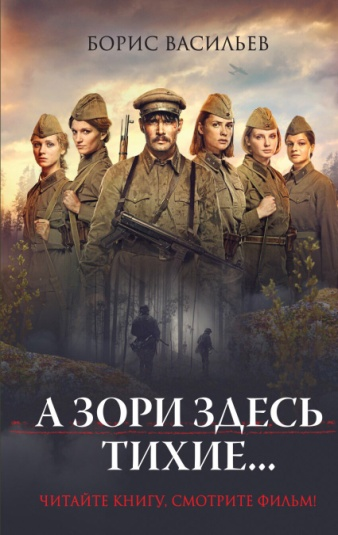 БОРИС ВАСИЛЬЕВ
А ЗОРИ ЗДЕСЬ
ТИХИЕ...
ЧИТАЙТЕ КНИГУ, СМОТРИТЕ ФИЛЬМ!